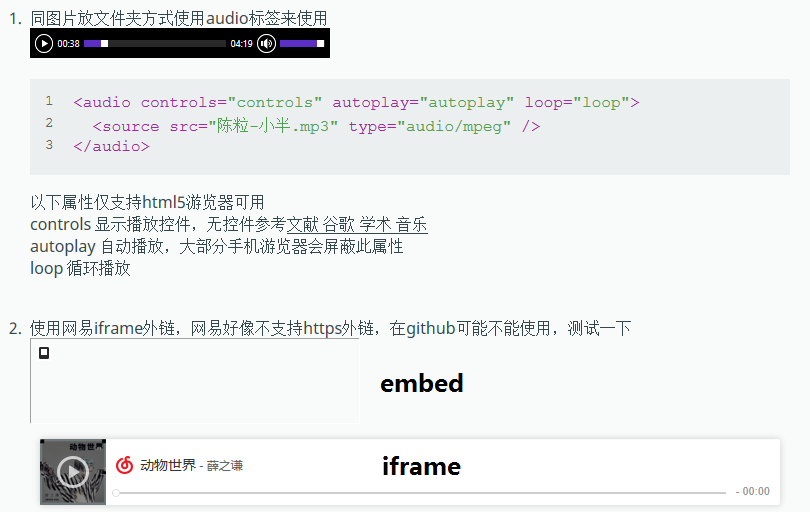 1. 同图片放文件夹方式使用audio标签来使用
00:38 04:19
1 <audio controls="controls" autoplay="autoplay" loop="loop">
2 <source src="陈粒-小半.mp3" type="audio/mpeg" />
3 </audio>
以下属性仅支持html5游览器可用
controls 显示播放控件，无控件参考文献 谷歌 学术 音乐
autoplay 自动播放，大部分手机游览器会屏蔽此属性
loop 循环播放
2. 使用网易iframe外链，网易好像不支持https外链，在github可能不能使用，测试一下
embed
动物世界
动物世界 - 薛之谦 iframe
- 00:00